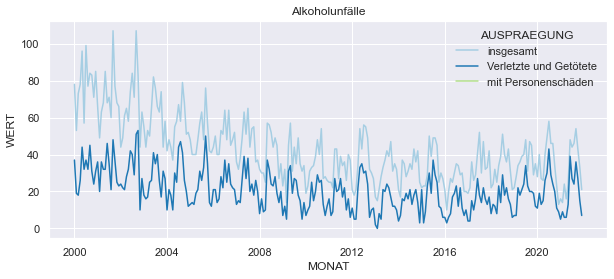 Alkoholunfälle
AUSPRAEGUNG
insgesamt
Verletzte und Getötete
mit Personenschäden
WERT
100
80
60
40
20
0
2000
2004
2008
2012
2016
2020
MONAT